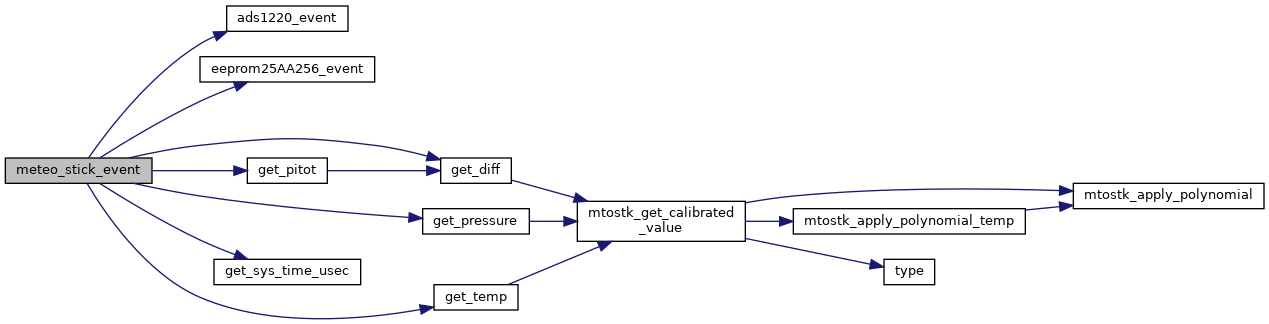 ads1220_event
eeprom25AA256_event
meteo_stick_event
get_pitot
get_diff
mtostk_apply_polynomial
mtostk_get_calibrated
_value
get_pressure
mtostk_apply_polynomial_temp
get_sys_time_usec
type
get_temp